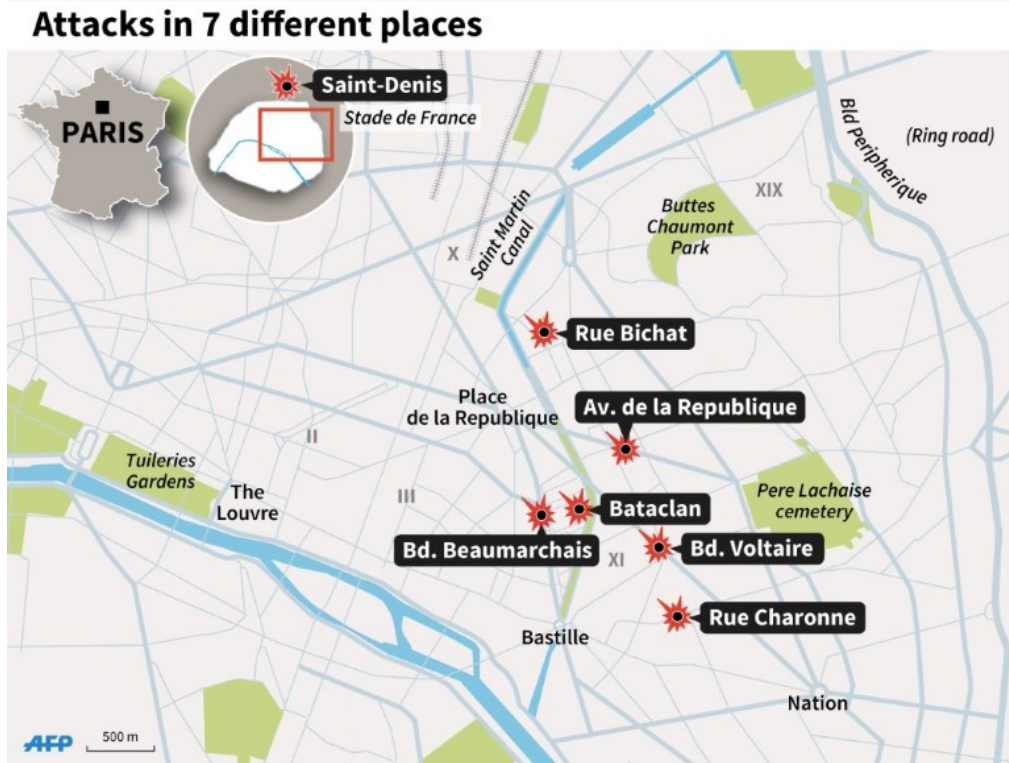 Attacks in 7 different places
PARIS
Saint-Denis
Stade de France
Bld Peripherique
(Ring road)
XIX
Buttes
Chaumont
Park
X
Saint Martin
Canal
Rue Bichat
Place
de la Republique
Av. de la Republique
II
Tuileries
Gardens
The
Louvre
III
Pere Lachaise
cemetery
Bataclan
Bd. Beaumarchais
Bd. Voltaire
XI
Rue Charonne
Bastille
Nation
AFP
500 m